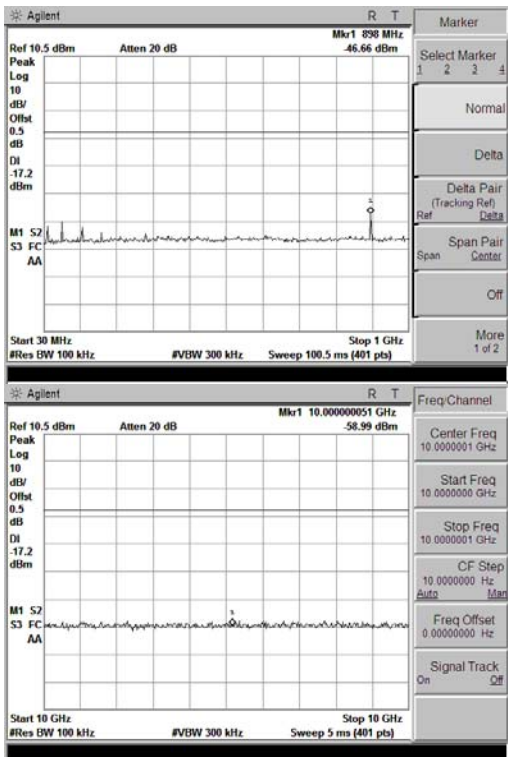 Agilent R T
Mkr1 898 MHz
Ref 10.5 dBm Atten 20 dB -46.66 dBm
Peak
Log
10
dB/
Offst
0.5
dB
DI
-17.2
dBm
M1 S2
S3 FC
AA
1
Start 30 MHz Stop 1 GHz
#Res BW 100 kHz #VBW 300 kHz Sweep 100.5 ms (401 pts)
Marker
Select Marker
1 2 3 4
Normal
Delta
Delta Pair
(Tracking Ref)
Ref Delta
Span Pair
Span Center
Off
More
1 of 2
Agilent R T
Mkr1 10.000000051 GHz
Ref 10.5 dBm Atten 20 dB -58.99 dBm
Peak
Log
10
dB/
Offst
0.5
dB
DI
-17.2
dBm
M1 S2
S3 FC
AA
1
Start 10 GHz Stop 10 GHz
#Res BW 100 kHz #VBW 300 kHz Sweep 5 ms (401 pts)
Freq/Channel
Center Freq
10.0000001 GHz
Start Freq
10.0000000 GHz
Stop Freq
10.0000001 GHz
CF Step
10.0000000 Hz
Auto Man
Freq Offset
0.00000000 Hz
Signal Track
On Off